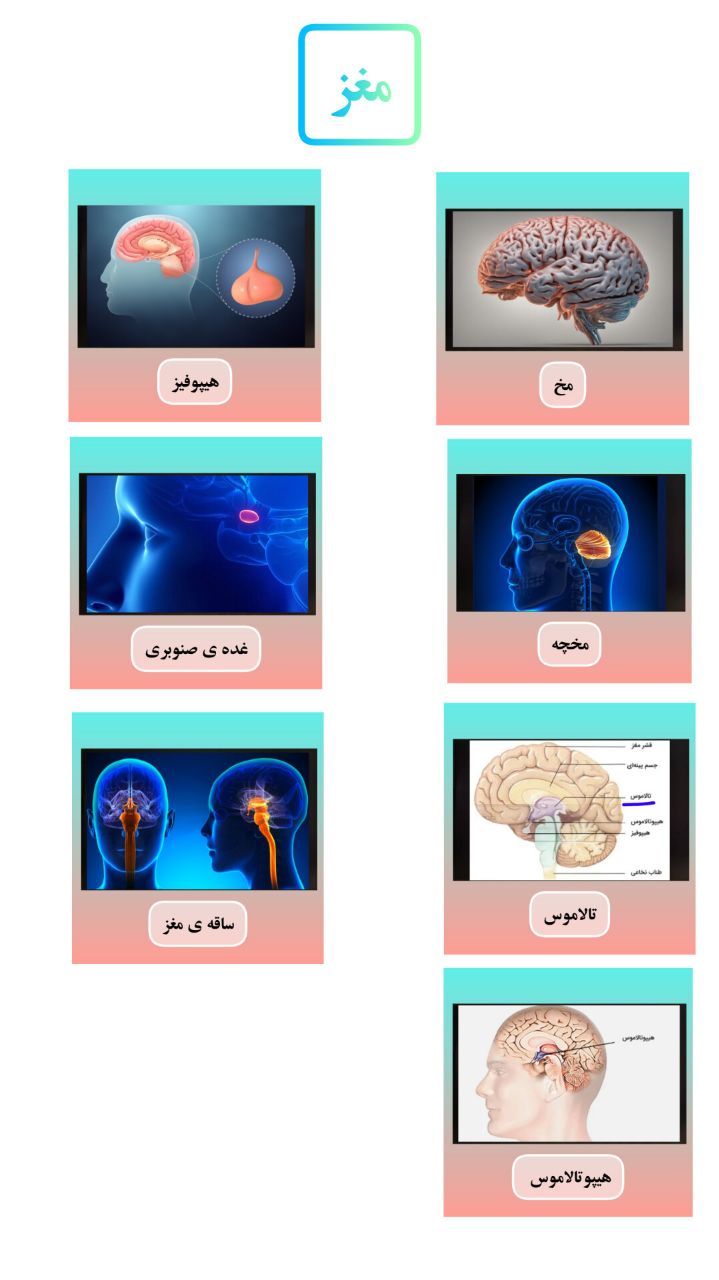 مغز
مخ
هیپوفیز
مخچه
غده ی صنوبری
قشر مغز
جسم پینه‌ای
تالاموس
هیپوتالاموس
هیپوفیز
طناب نخاعی
تالاموس
ساقه ی مغز
هیپوتالاموس
هیپوتالاموس